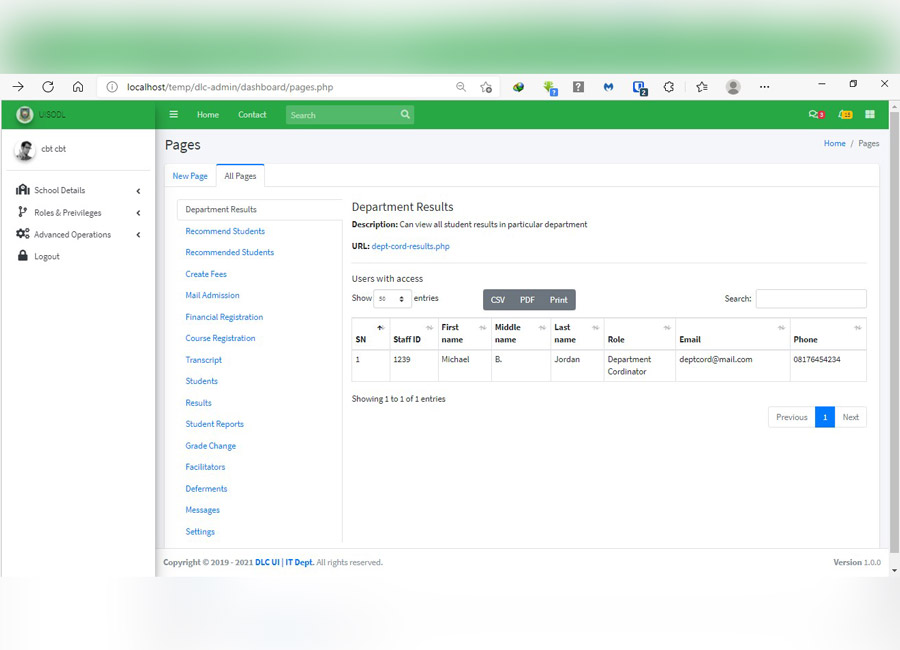 localhost/temp/dlc-admin/dashboard/pages.php
2
UISODL
Home Contact Search
3 13
cbt cbt
School Details
Roles & Preivileges
Advanced Operations
Logout
Pages
Home / Pages
New Page All Pages
Department Results
Recommend Students
Recommended Students
Create Fees
Mail Admission
Financial Registration
Course Registration
Transcript
Students
Results
Student Reports
Grade Change
Facilitators
Deferments
Messages
Settings
Department Results
Description: Can view all student results in particular department
URL: dept-cord-results.php
Users with access
Show 50 entries CSV PDF Print Search:
SN Staff ID First name Middle name Last name Role Email Phone
1 1239 Michael B. Jordan Department Cordinator deptcord@mail.com 08176454234
Showing 1 to 1 of 1 entries
Previous 1 Next
Copyright © 2019 - 2021 DLC UI | IT Dept. All rights reserved.
Version 1.0.0